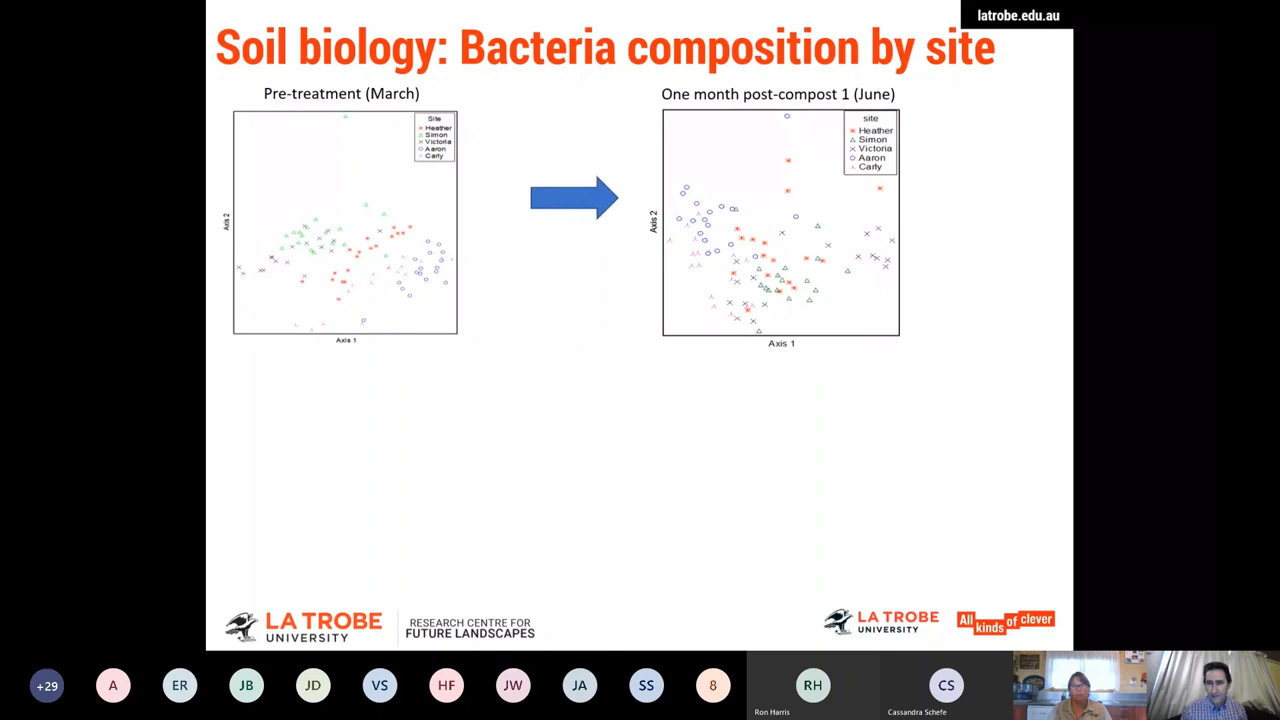 latrobe.edu.au
Soil biology: Bacteria composition by site
Pre-treatment (March)
Site
Heather
Simon
Victoria
Aaron
Carly
Axis 2
Axis 1
One month post-compost 1 (June)
site
Heather
Simon
Victoria
Aaron
Carly
Axis 2
Axis 1
LA TROBE
UNIVERSITY
RESEARCH CENTRE FOR
FUTURE LANDSCAPES
LA TROBE
UNIVERSITY
All kinds of clever
+29
A
ER
JB
JD
VS
HF
JW
JA
SS
8
RH
Ron Harris
CS
Cassandra Schefe